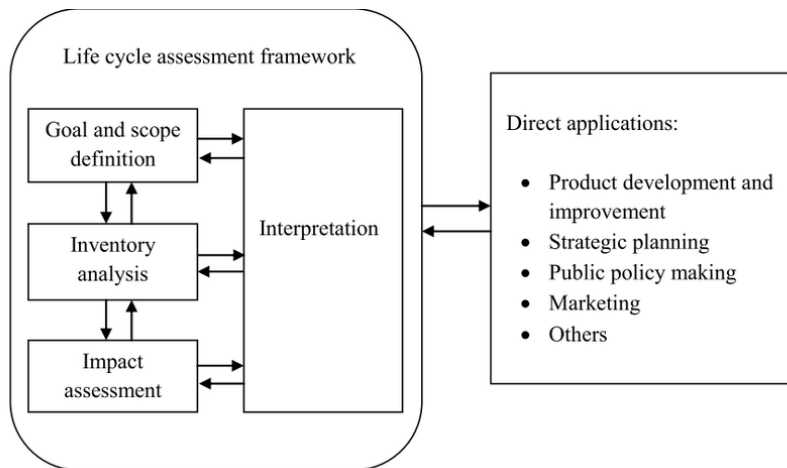 Life cycle assessment framework
Goal and scope
definition
Inventory
analysis
Impact
assessment
Interpretation
Direct applications:
• Product development and
improvement
• Strategic planning
• Public policy making
• Marketing
• Others